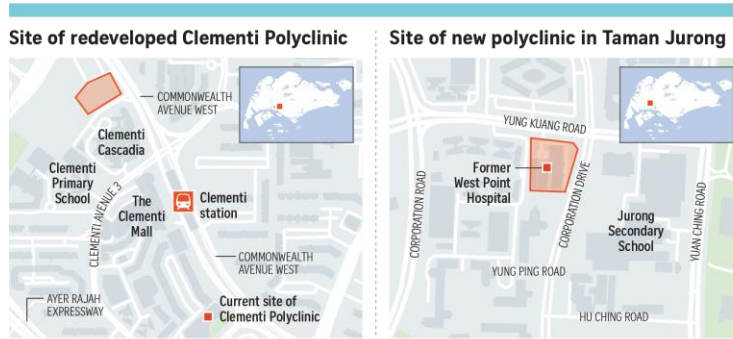 Site of redeveloped Clementi Polyclinic
COMMONWEALTH
AVENUE WEST
Clementi
Cascadia
Clementi
Primary
School
CLEMENTI AVENUE 3
The
Clementi
Mall
Clementi
station
COMMONWEALTH
AVENUE WEST
AYER RAJAH
EXPRESSWAY
Current site of
Clementi Polyclinic
Site of new polyclinic in Taman Jurong
YUNG KUANG ROAD
Former
West Point
Hospital
CORPORATION ROAD
CORPORATION DRIVE
Jurong
Secondary
School
YUAN CHING ROAD
YUNG PING ROAD
HU CHING ROAD